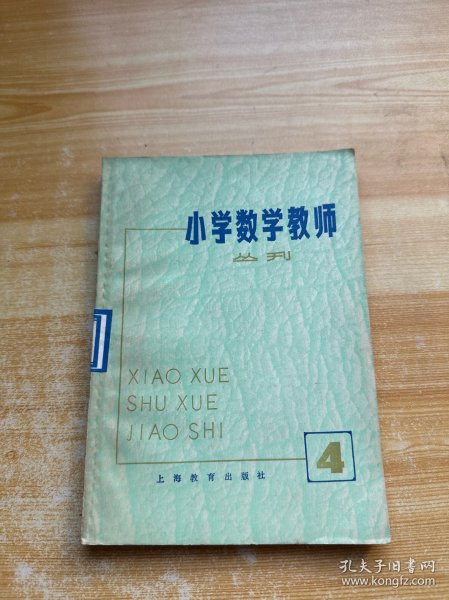 小学数学教师
丛刊
XIAO XUE
SHU XUE
JIAO SHI
4
上海教育出版社
孔夫子旧书网
www.kongfz.com